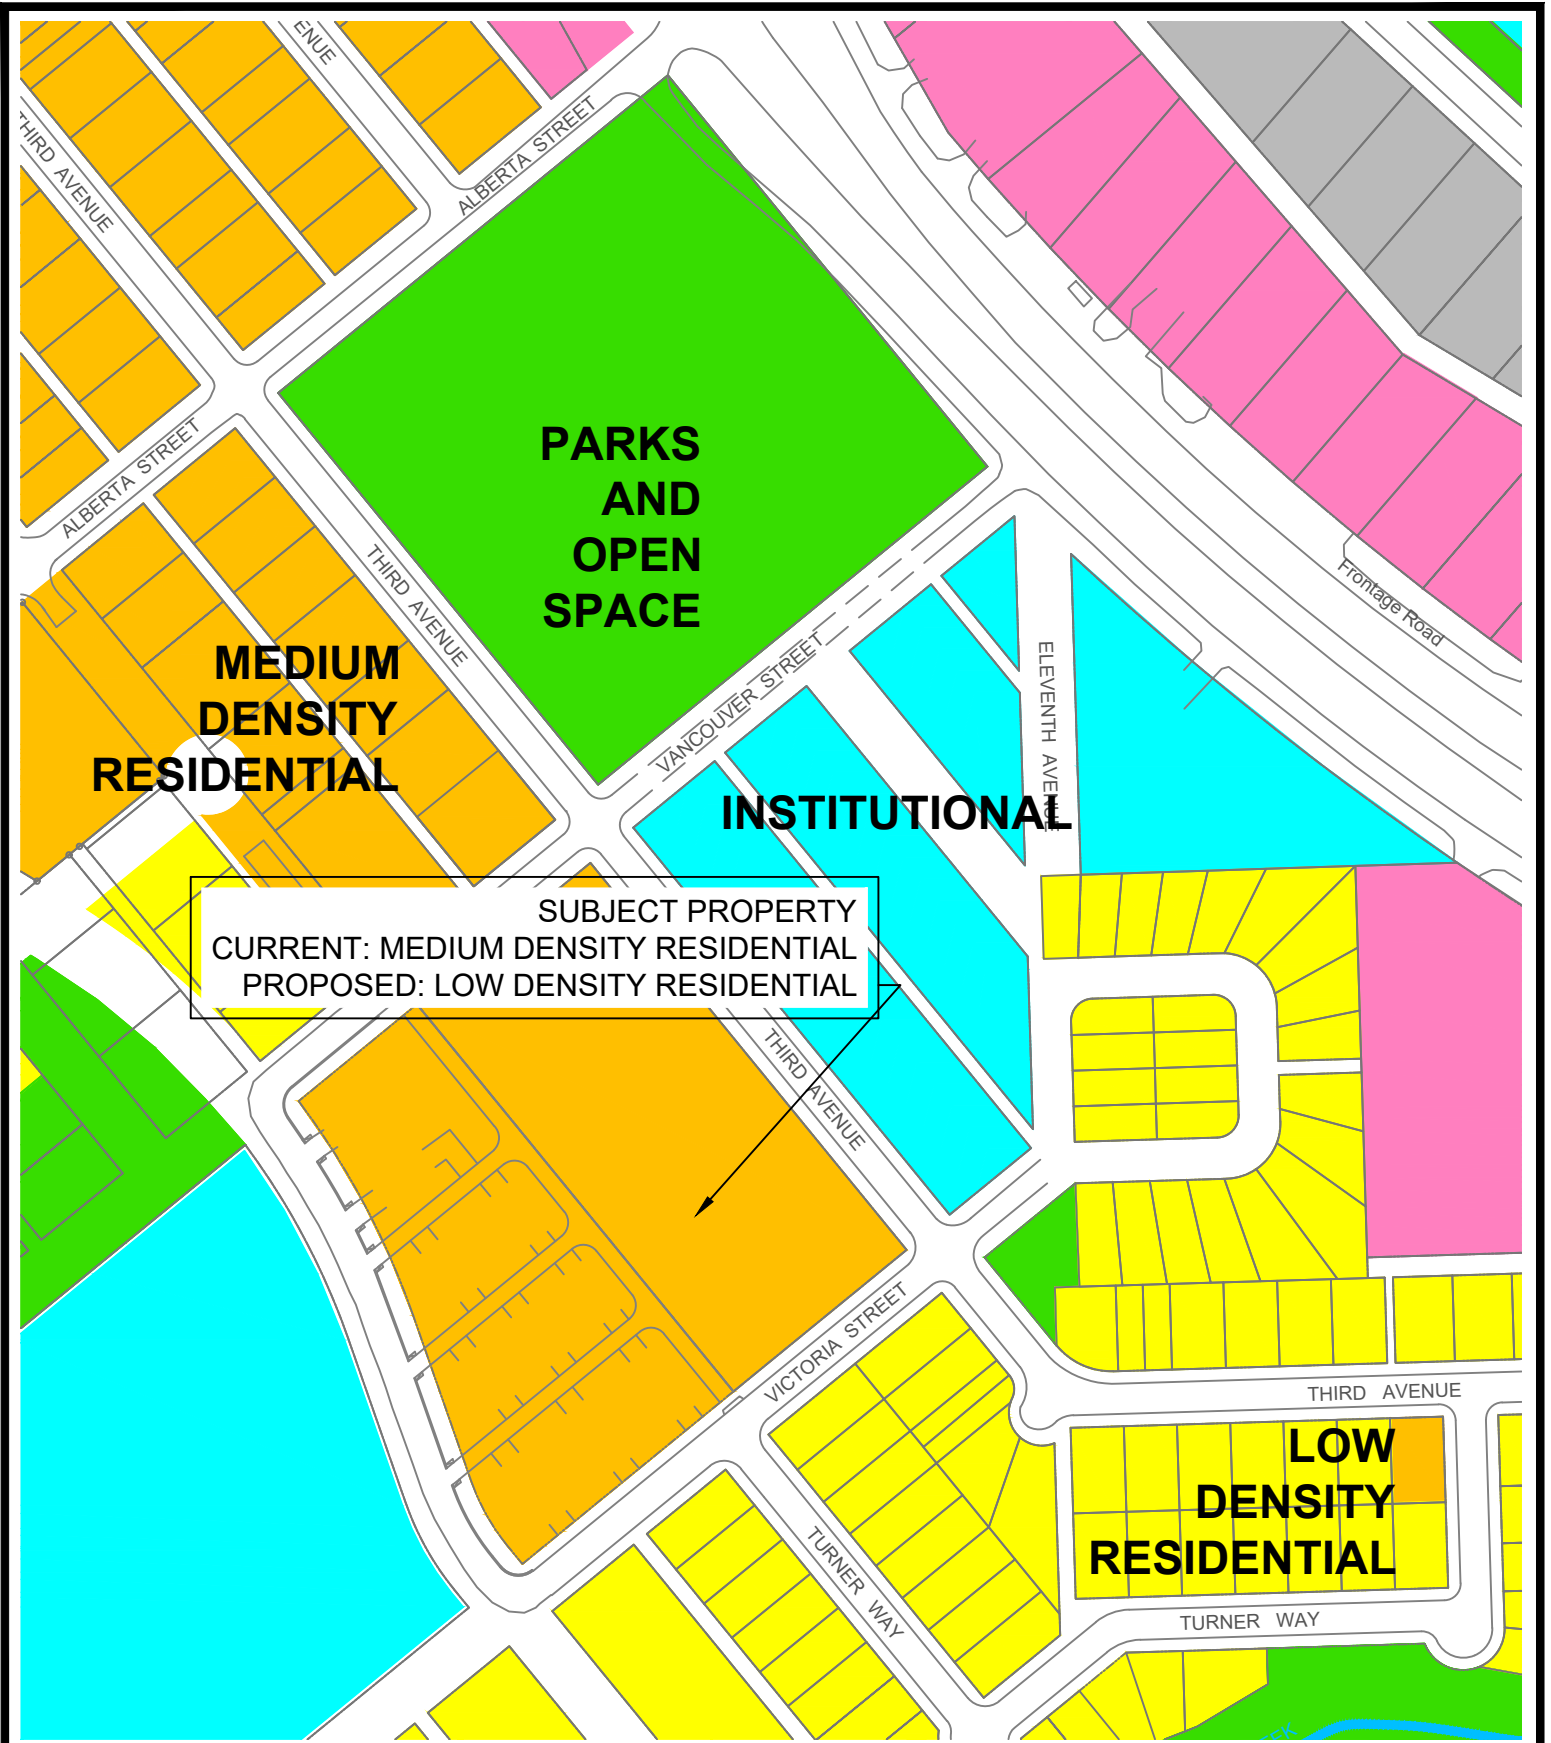 ENUE
THIRD AVENUE
ALBERTA STREET
ALBERTA STREET
PARKS
AND
OPEN
SPACE
THIRD AVENUE
Frontage Road
MEDIUM
DENSITY
RESIDENTIAL
VANCOUVER STREET
ELEVENTH AVENUE
INSTITUTIONAL
SUBJECT PROPERTY
CURRENT: MEDIUM DENSITY RESIDENTIAL
PROPOSED: LOW DENSITY RESIDENTIAL
THIRD AVENUE
VICTORIA STREET
THIRD AVENUE
LOW
DENSITY
RESIDENTIAL
TURNER WAY
TURNER WAY